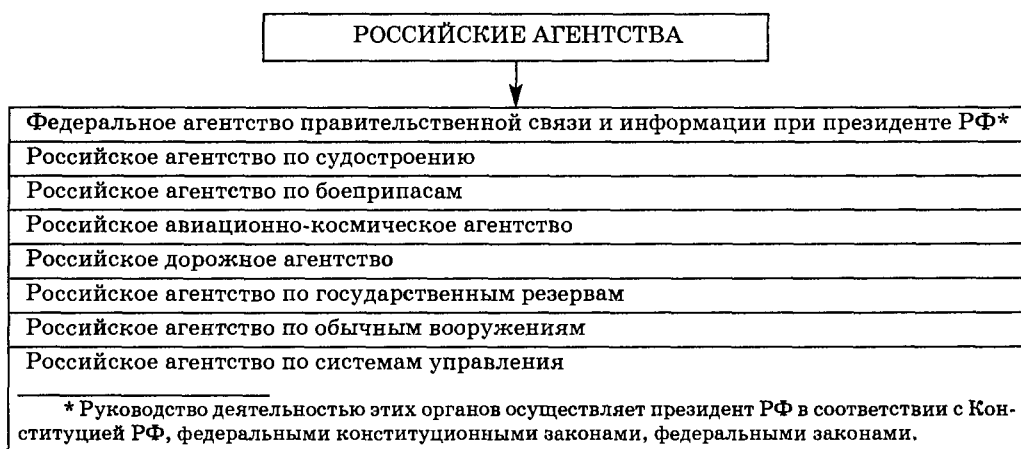 РОССИЙСКИЕ АГЕНТСТВА
Федеральное агентство правительственной связи и информации при президенте РФ*
Российское агентство по судостроению
Российское агентство по боеприпасам
Российское авиационно-космическое агентство
Российское дорожное агентство
Российское агентство по государственным резервам
Российское агентство по обычным вооружениям
Российское агентство по системам управления
* Руководство деятельностью этих органов осуществляет президент РФ в соответствии с Кон-
ституцией РФ, федеральными конституционными законами, федеральными законами.